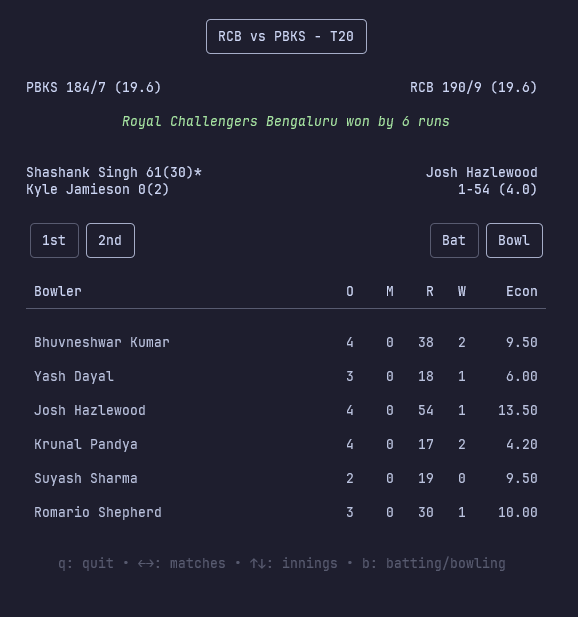 RCB vs PBKS - T20
PBKS 184/7 (19.6) RCB 190/9 (19.6)
Royal Challengers Bengaluru won by 6 runs
Shashank Singh 61(30)* Josh Hazlewood
Kyle Jamieson 0(2) 1-54 (4.0)
1st 2nd Bat Bowl
Bowler O M R W Econ
Bhuvneshwar Kumar 4 0 38 2 9.50
Yash Dayal 3 0 18 1 6.00
Josh Hazlewood 4 0 54 1 13.50
Krunal Pandya 4 0 17 2 4.20
Suyash Sharma 2 0 19 0 9.50
Romario Shepherd 3 0 30 1 10.00
q: quit • ↔: matches • ↑↓: innings • b: batting/bowling